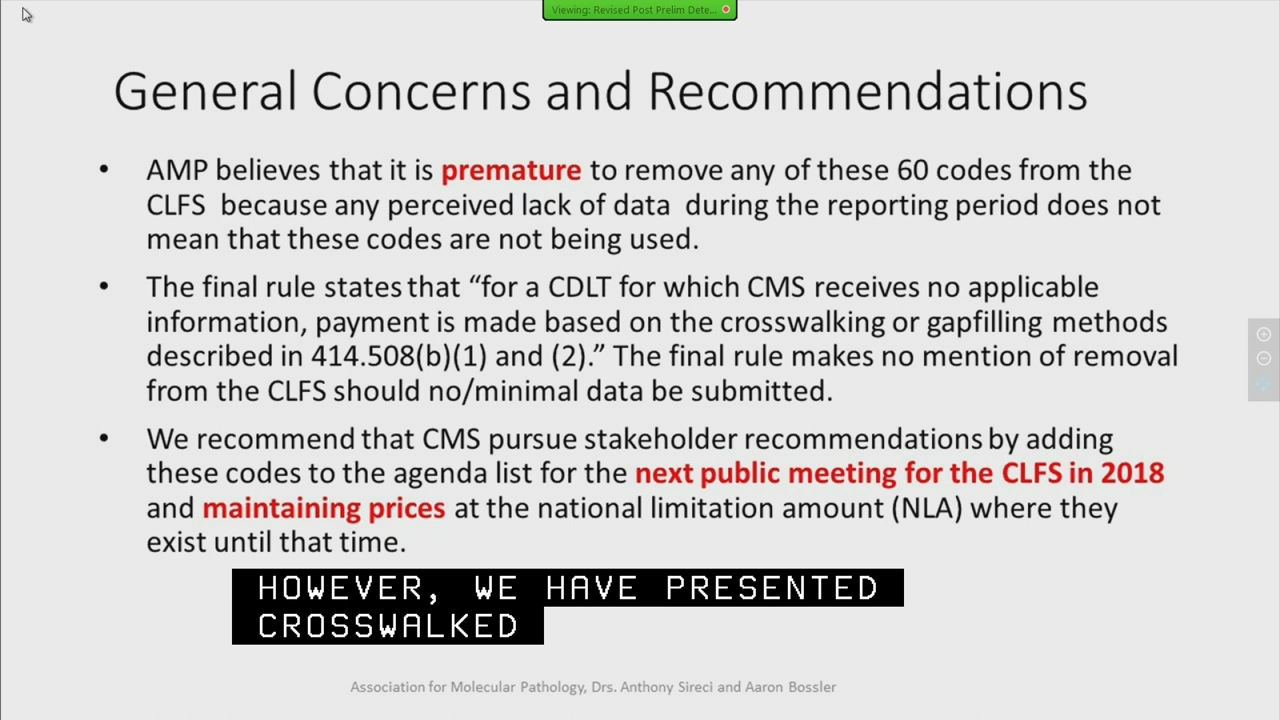 Viewing: Revised Post Prelim Dete...
General Concerns and Recommendations
• AMP believes that it is premature to remove any of these 60 codes from the
CLFS because any perceived lack of data during the reporting period does not
mean that these codes are not being used.
• The final rule states that “for a CDLT for which CMS receives no applicable
information, payment is made based on the crosswalking or gapfilling methods
described in 414.508(b)(1) and (2).” The final rule makes no mention of removal
from the CLFS should no/minimal data be submitted.
• We recommend that CMS pursue stakeholder recommendations by adding
these codes to the agenda list for the next public meeting for the CLFS in 2018
and maintaining prices at the national limitation amount (NLA) where they
exist until that time.
HOWEVER, WE HAVE PRESENTED
CROSSWALKED
Association for Molecular Pathology, Drs. Anthony Sireci and Aaron Bossler